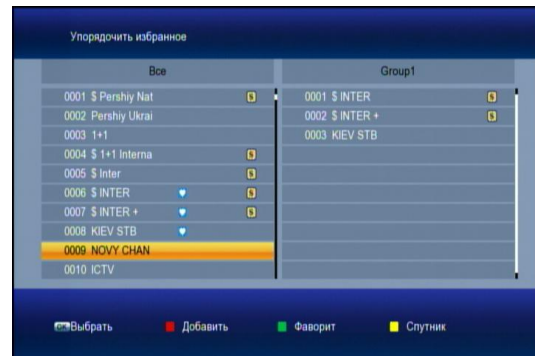 Упорядочить избранное
Все
Group1
0001 $ Pershiy Nat $
0002 Pershiy Ukrai
0003 1+1
0004 $ 1+1 Interna $
0005 $ Inter $
0006 $ INTER $
0007 $ INTER + $
0008 KIEV STB
0009 NOVY CHAN
0010 ICTV
0001 $ INTER $
0002 $ INTER + $
0003 KIEV STB
OK Выбрать
Добавить
Фаворит
Спутник